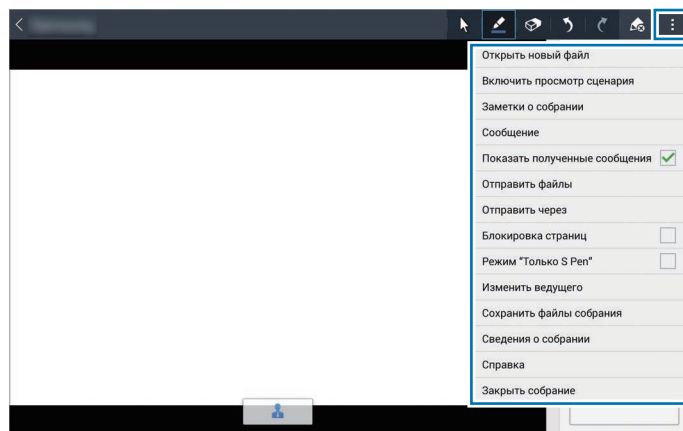 Открыть новый файл
Включить просмотр сценария
Заметки о собрании
Сообщение
Показать полученные сообщения
Отправить файлы
Отправить через
Блокировка страниц
Режим "Только S Pen"
Изменить ведущего
Сохранить файлы собрания
Сведения о собрании
Справка
Закрыть собрание